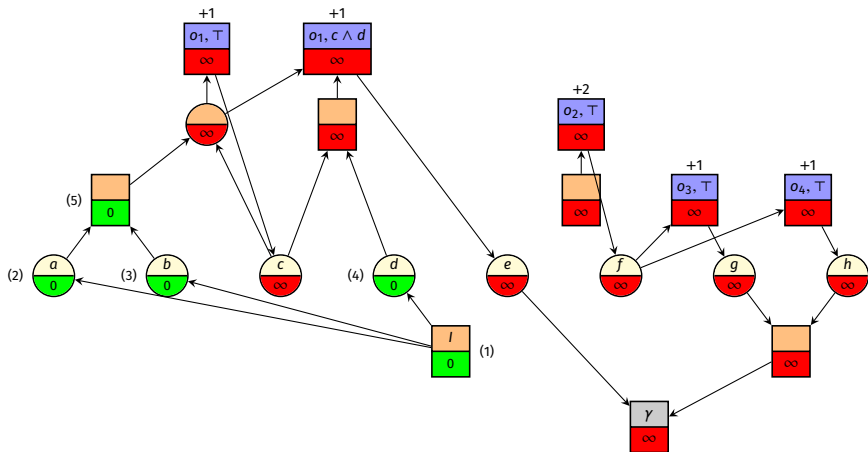 +1 +1
o₁, ⊤ o₁, c ∧ d
∞ ∞
+2
o₂, ⊤
∞ ∞ ∞
+1 +1
o₃, ⊤ o₄, ⊤
(5) 0 ∞ ∞ ∞
a b c d e f g h
(2) 0 (3) 0 ∞ (4) 0 ∞ ∞ ∞ ∞
I
0 (1) ∞
γ
∞